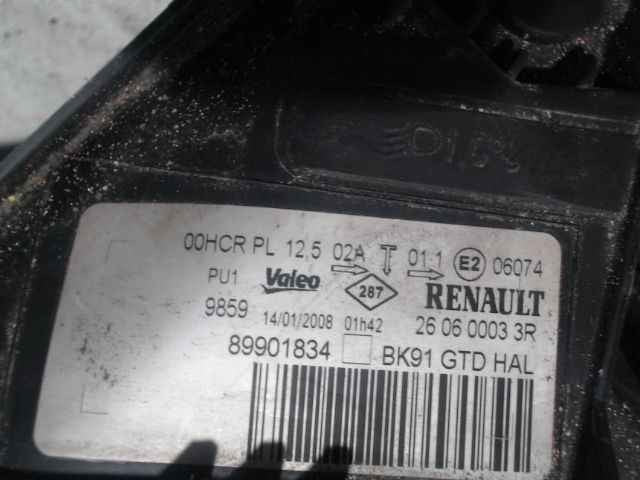 00HCR PL 12,5 02A T 01 1 E2 06074
PU1 Valeo 287 RENAULT
9859 14/01/2008 01h42 26 06 0003 3R
89901834 BK91 GTD HAL